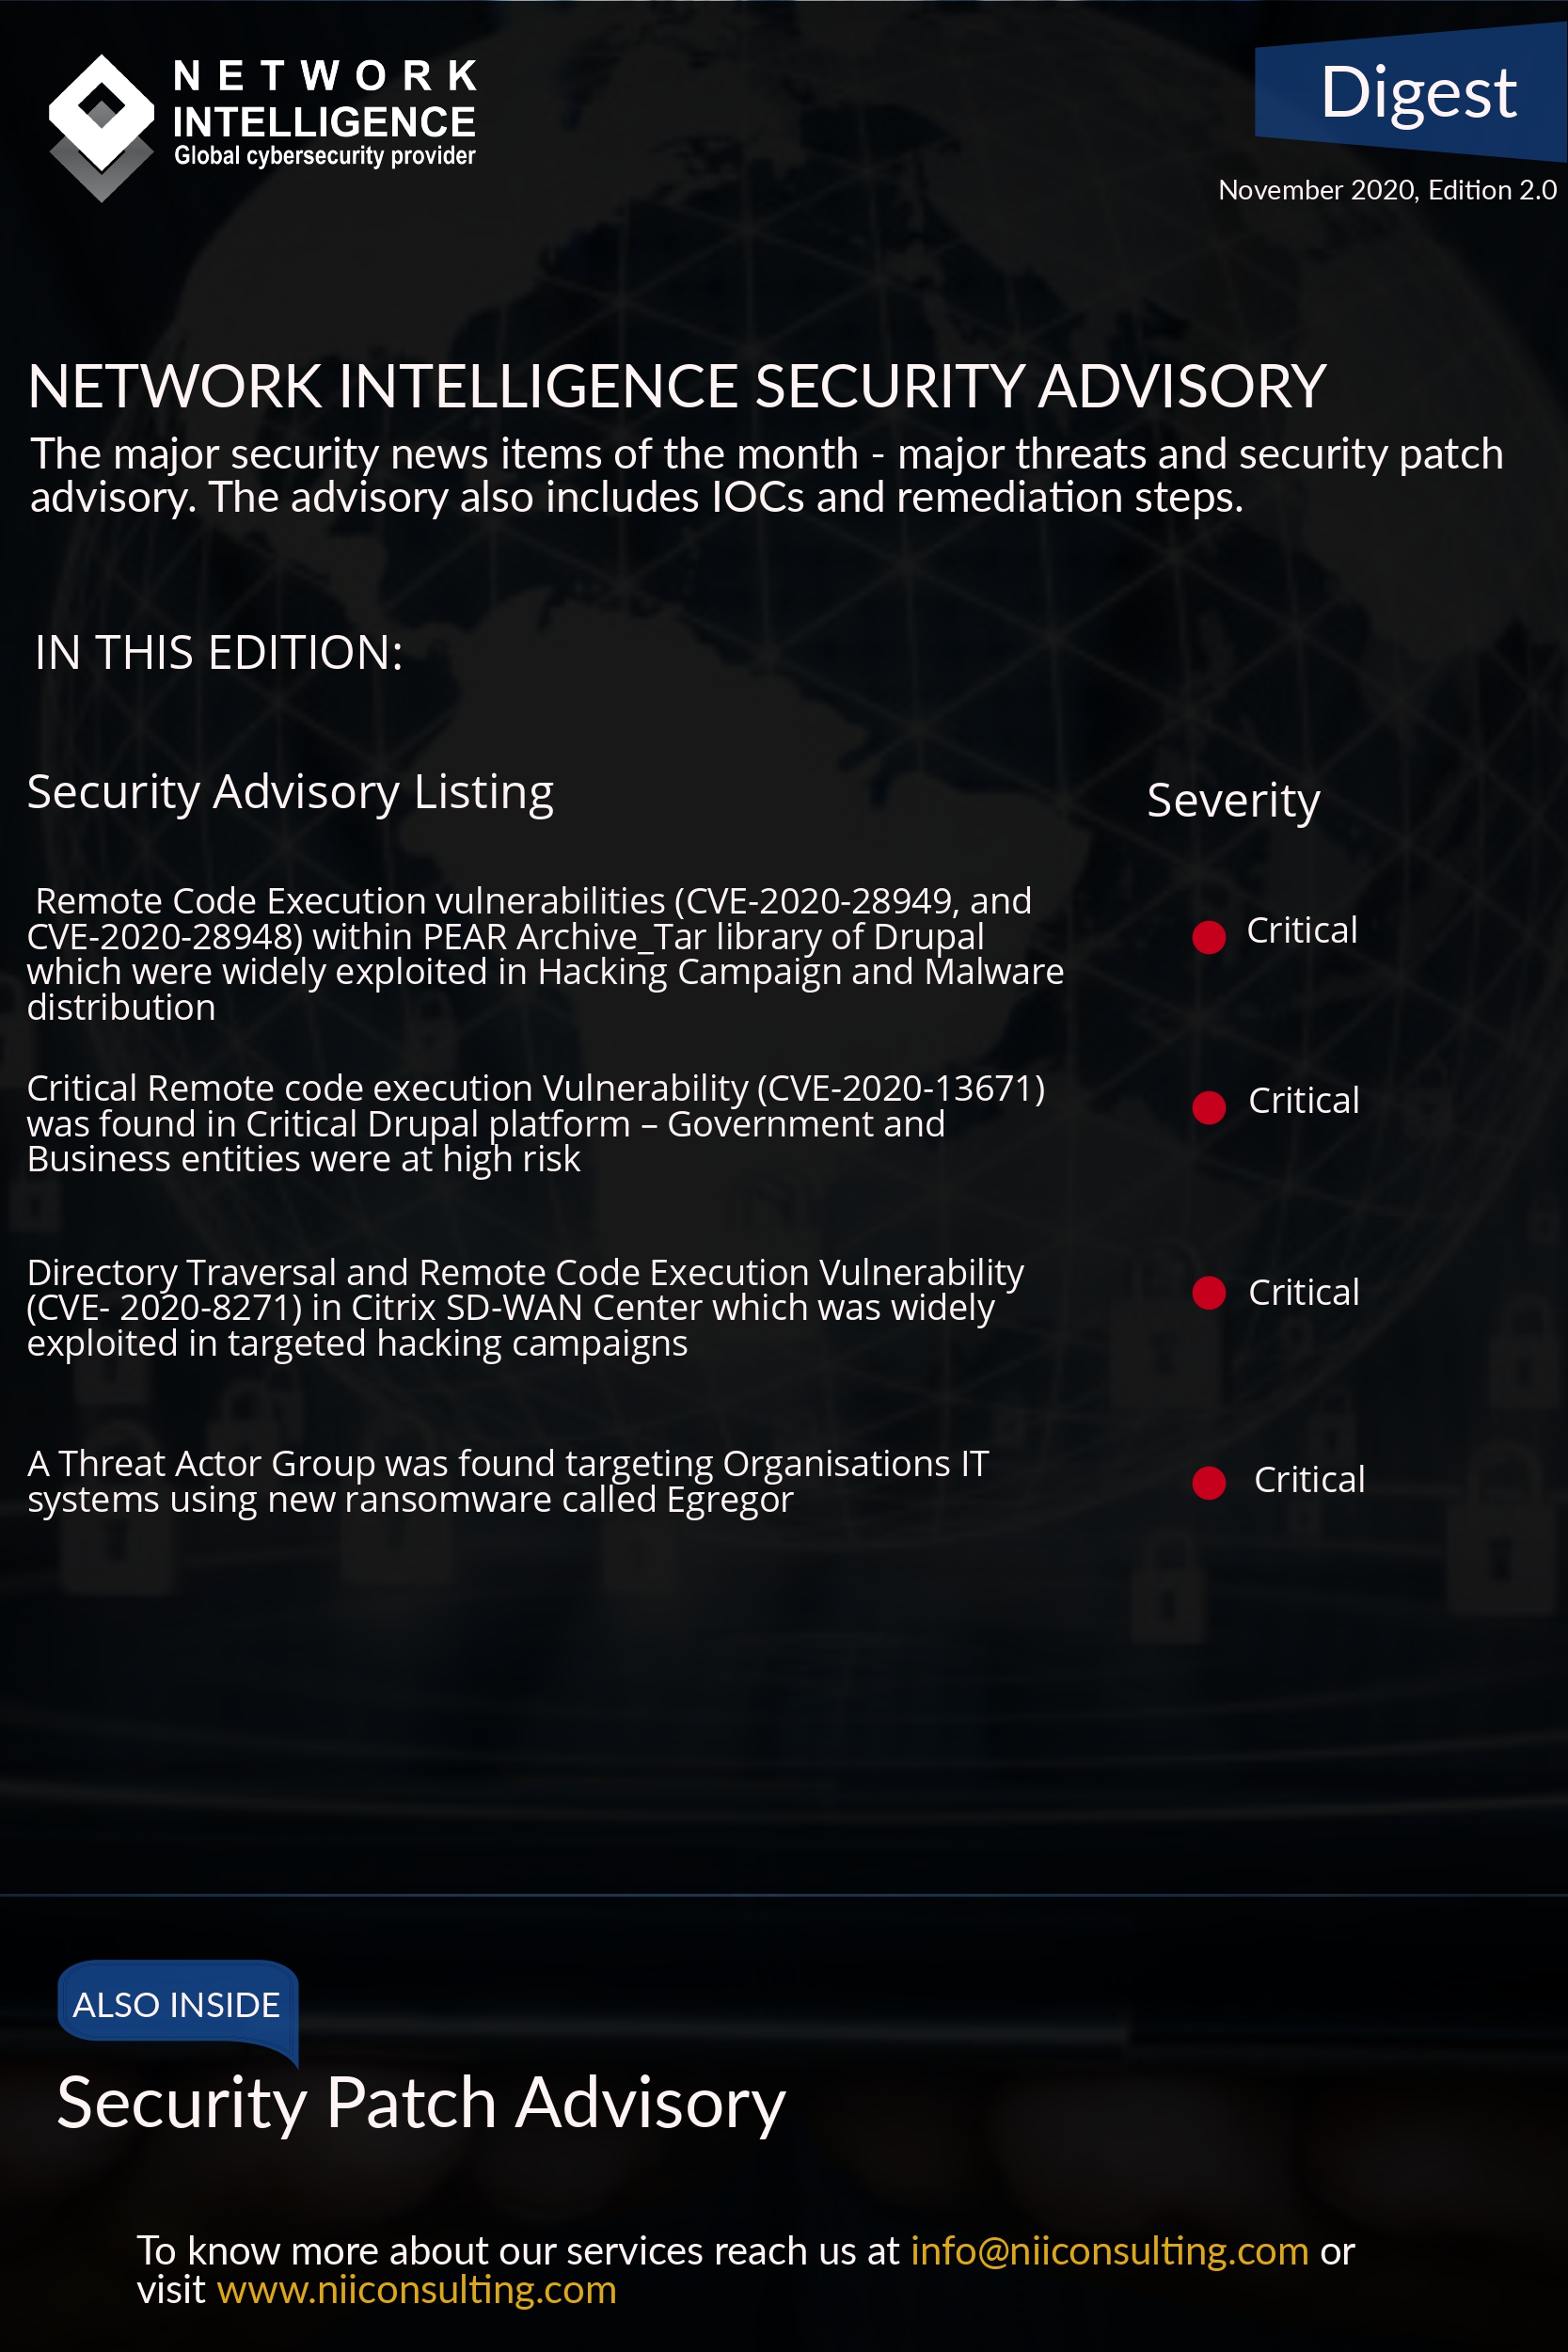 NETWORK
INTELLIGENCE
Global cybersecurity provider
Digest
November 2020, Edition 2.0
NETWORK INTELLIGENCE SECURITY ADVISORY
The major security news items of the month - major threats and security patch
advisory. The advisory also includes IOCs and remediation steps.
IN THIS EDITION:
Security Advisory Listing
Severity
Remote Code Execution vulnerabilities (CVE-2020-28949, and
CVE-2020-28948) within PEAR Archive_Tar library of Drupal
which were widely exploited in Hacking Campaign and Malware
distribution
Critical
Critical Remote code execution Vulnerability (CVE-2020-13671)
was found in Critical Drupal platform – Government and
Business entities were at high risk
Critical
Directory Traversal and Remote Code Execution Vulnerability
(CVE- 2020-8271) in Citrix SD-WAN Center which was widely
exploited in targeted hacking campaigns
Critical
A Threat Actor Group was found targeting Organisations IT
systems using new ransomware called Egregor
Critical
ALSO INSIDE
Security Patch Advisory
To know more about our services reach us at info@niiconsulting.com or
visit www.niiconsulting.com